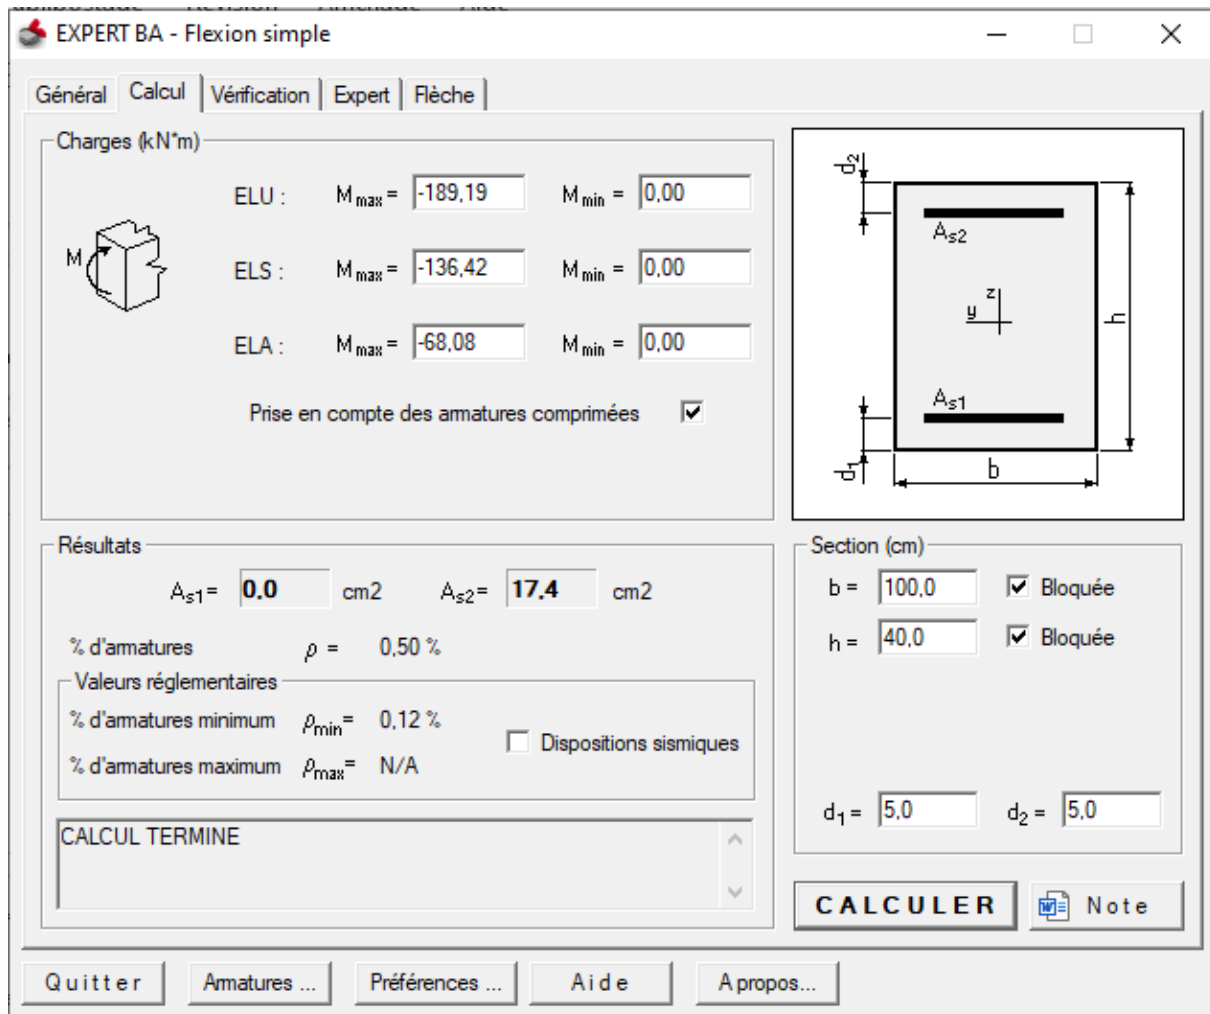 EXPERT BA - Flexion simple
Général Calcul Vérification Expert Flèche
Charges (kN*m)
ELU : M max = -189,19 M min = 0,00
ELS : M max = -136,42 M min = 0,00
ELA : M max = -68,08 M min = 0,00
Prise en compte des armatures comprimées
M
d2
As2
z
y
h
As1
d1
b
Résultats
As1= 0.0 cm2 As2= 17.4 cm2
% d'armatures ρ = 0,50 %
Valeurs réglementaires
% d'armatures minimum ρmin= 0,12 %
Dispositions sismiques
% d'armatures maximum ρmax= N/A
CALCUL TERMINE
Section (cm)
b = 100,0 Bloquée
h = 40,0 Bloquée
d1 = 5,0 d2 = 5,0
CALCULER Note
Quitter Armatures ... Préférences ... Aide A propos...